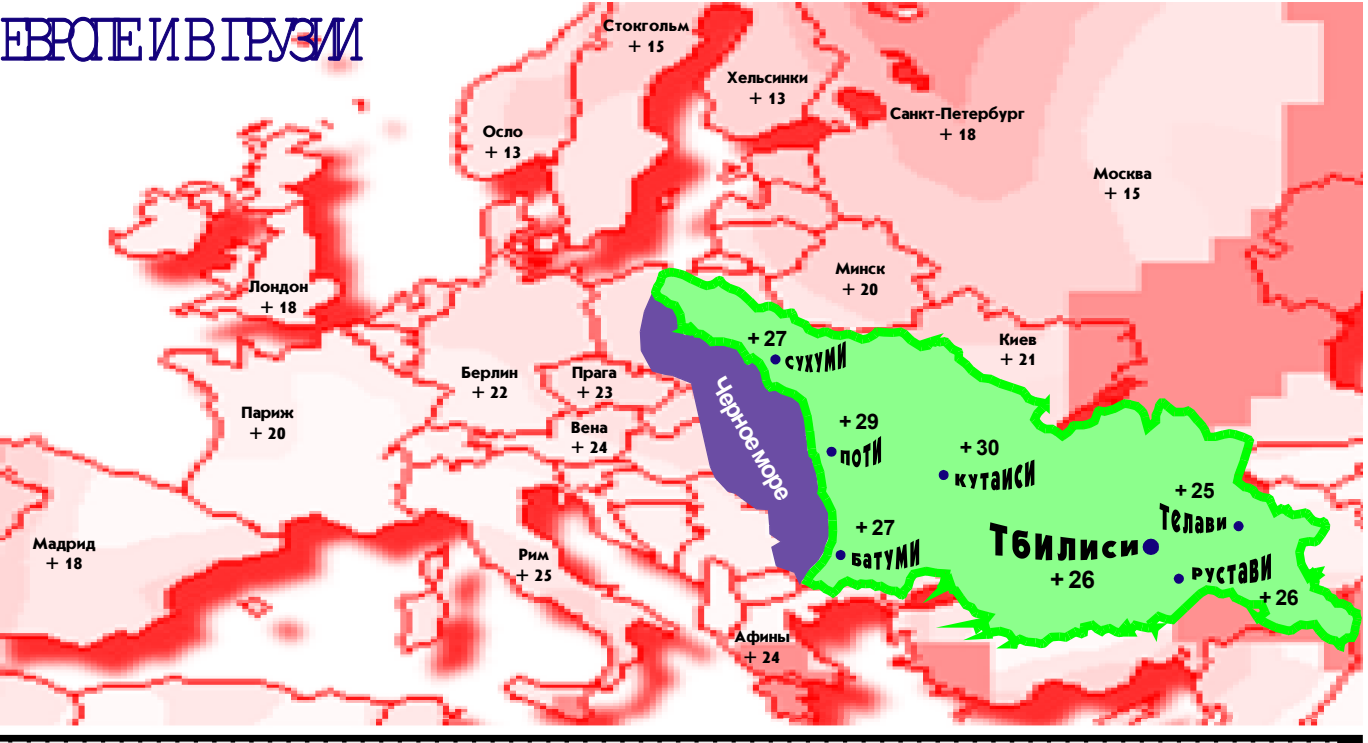 ЕВРОПЕ И В ГРУЗИИ
Стокгольм
+ 15
Хельсинки
+ 13
Санкт-Петербург
+ 18
Осло
+ 13
Москва
+ 15
Минск
+ 20
Лондон
+ 18
Киев
+ 21
+ 27
СУХУМИ
Берлин
+ 22
Прага
+ 23
Париж
+ 20
Вена
+ 24
Черное море
+ 29
ПОТИ
+ 30
КУТАИСИ
+ 25
Телави
+ 27
БАТУМИ
Тбилиси
+ 26
РУСТАВИ
+ 26
Мадрид
+ 18
Рим
+ 25
Афины
+ 24